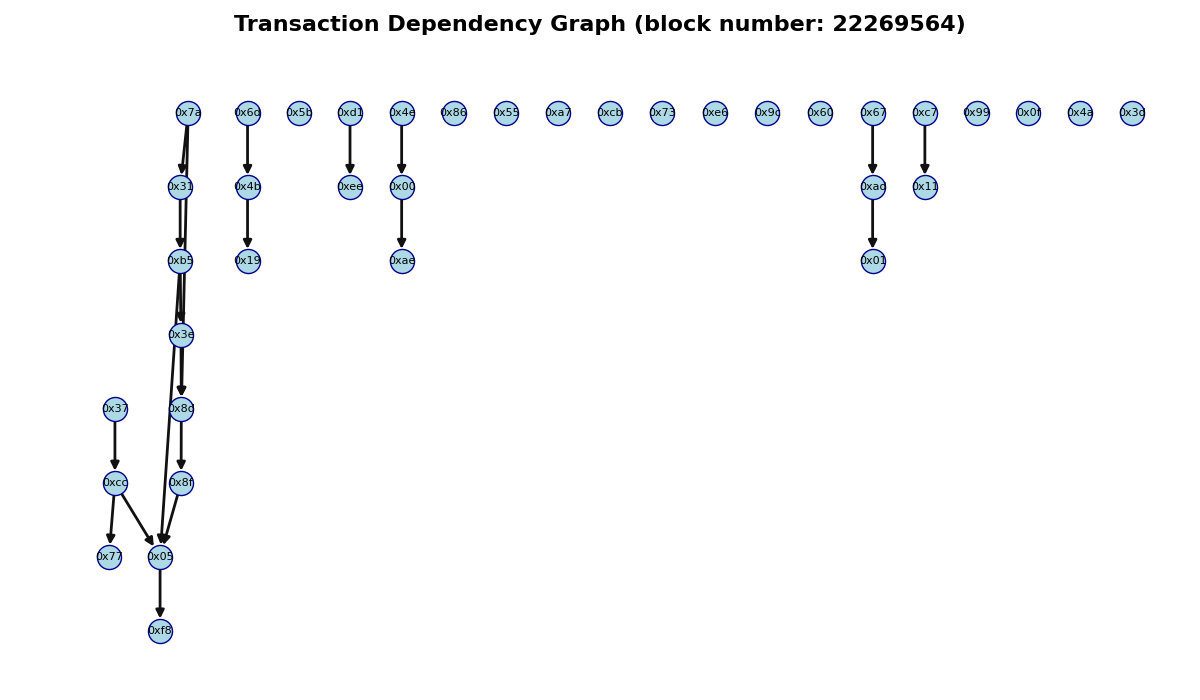 Transaction Dependency Graph (block number: 22269564)
0x7a 0x6d 0x5b 0xd1 0x4e 0x86 0x55 0xa7 0xcb 0x73 0xe6 0x9c 0x60 0x67 0xc7 0x99 0x0f 0x4a 0x3d
0x31 0x4b 0xee 0x00 0xad 0x11
0xb5 0x19 0xae 0x01
0x3e
0x37 0x8d
0xcc 0x8f
0x77 0x05
0xf8